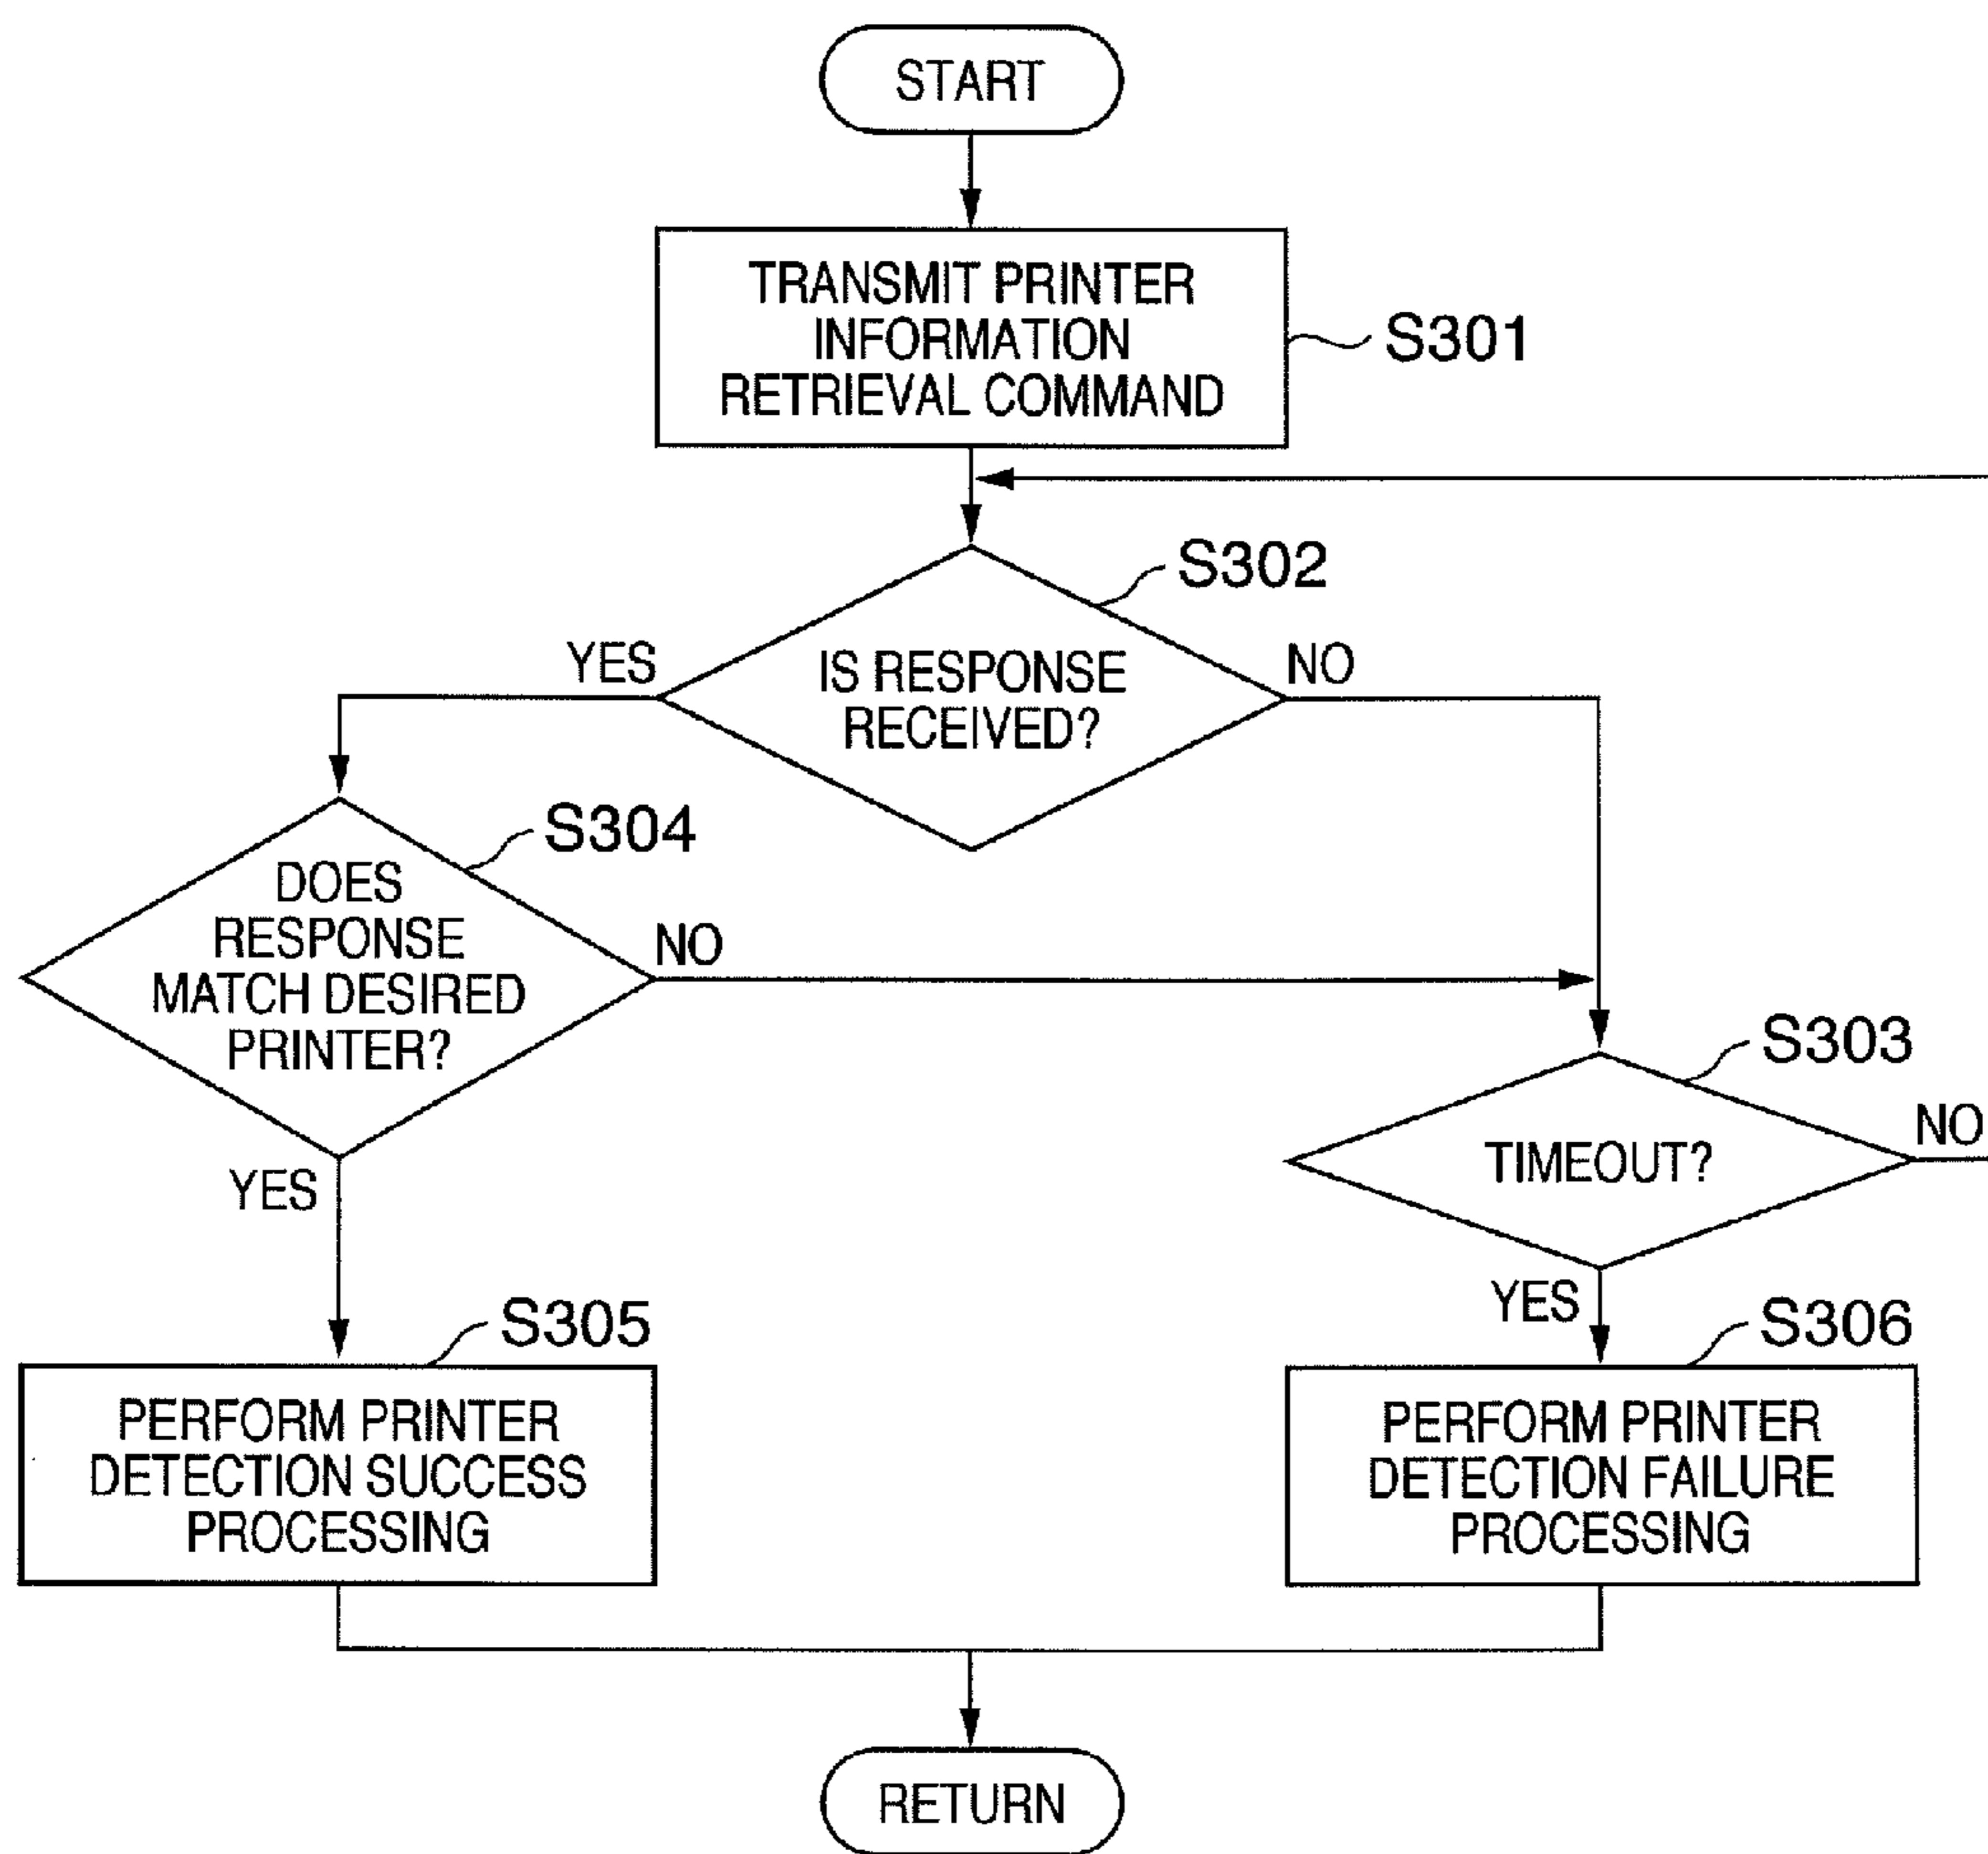 START
TRANSMIT PRINTER
INFORMATION
RETRIEVAL COMMAND
S301
S302
YES
IS RESPONSE
RECEIVED?
NO
S304
DOES
RESPONSE
MATCH DESIRED
PRINTER?
NO
S303
TIMEOUT?
NO
YES
YES
S305
PERFORM PRINTER
DETECTION SUCCESS
PROCESSING
S306
PERFORM PRINTER
DETECTION FAILURE
PROCESSING
RETURN